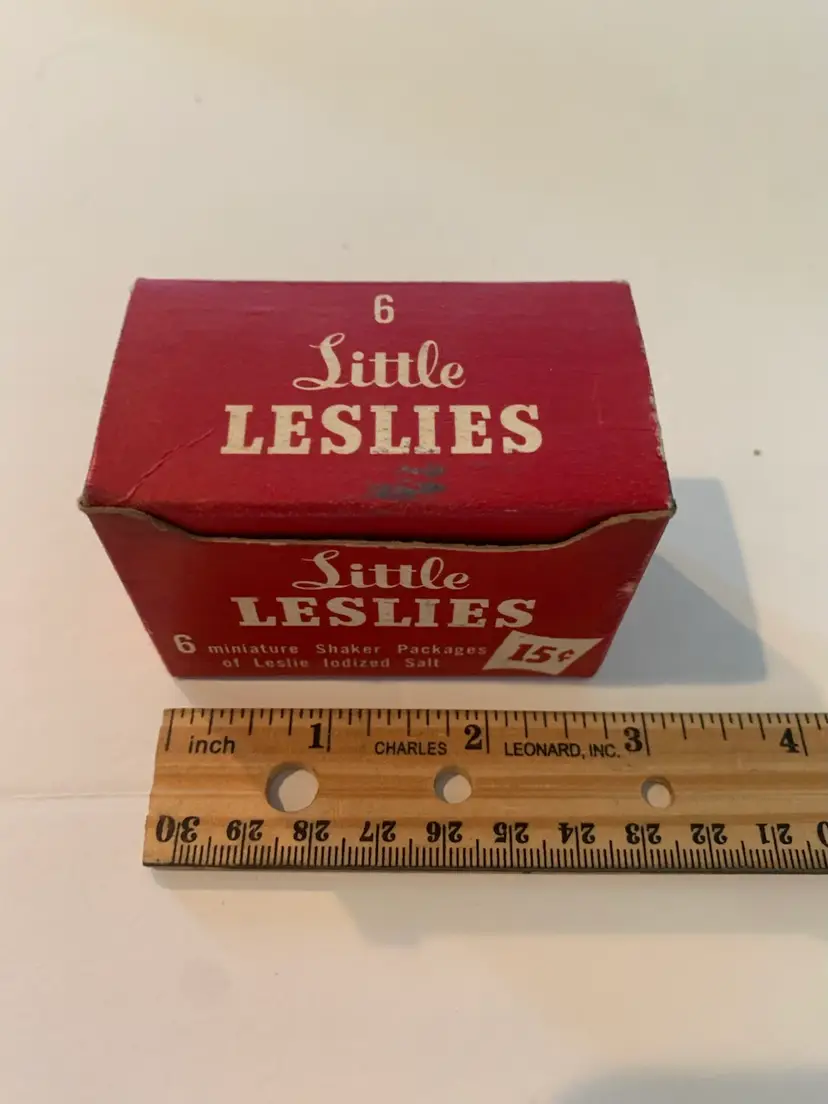 6
Little
LESLIES
Little
LESLIES
6 miniature Shaker Packages
of Leslie Iodized Salt
15¢
inch 1 CHARLES 2 LEONARD, INC. 3 4
30 29 28 27 26 25 24 23 22 21